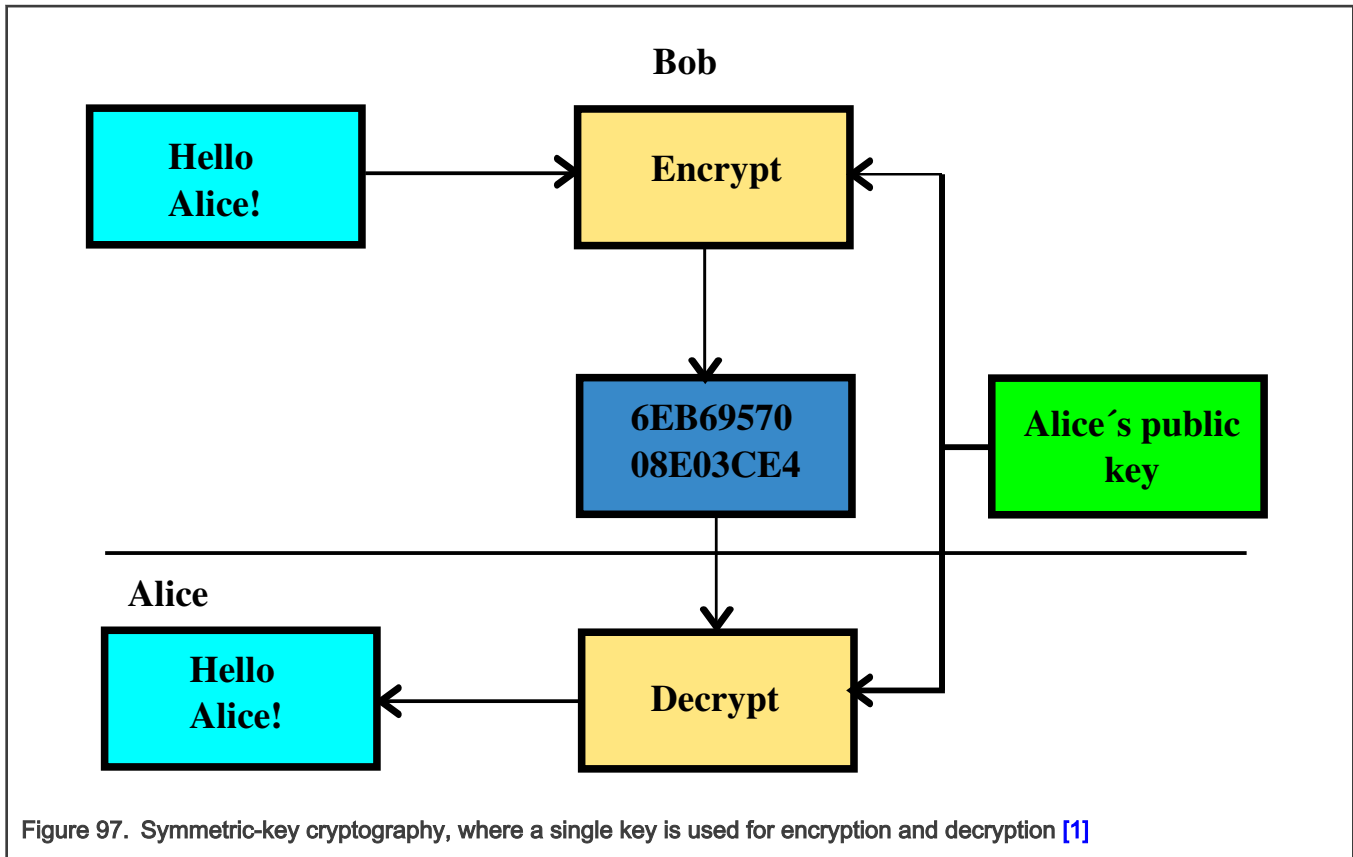 Bob
Hello
Alice!
Encrypt
6EB69570
08E03CE4
Alice´s public
key
Alice
Hello
Alice!
Decrypt
Figure 97. Symmetric-key cryptography, where a single key is used for encryption and decryption [1]